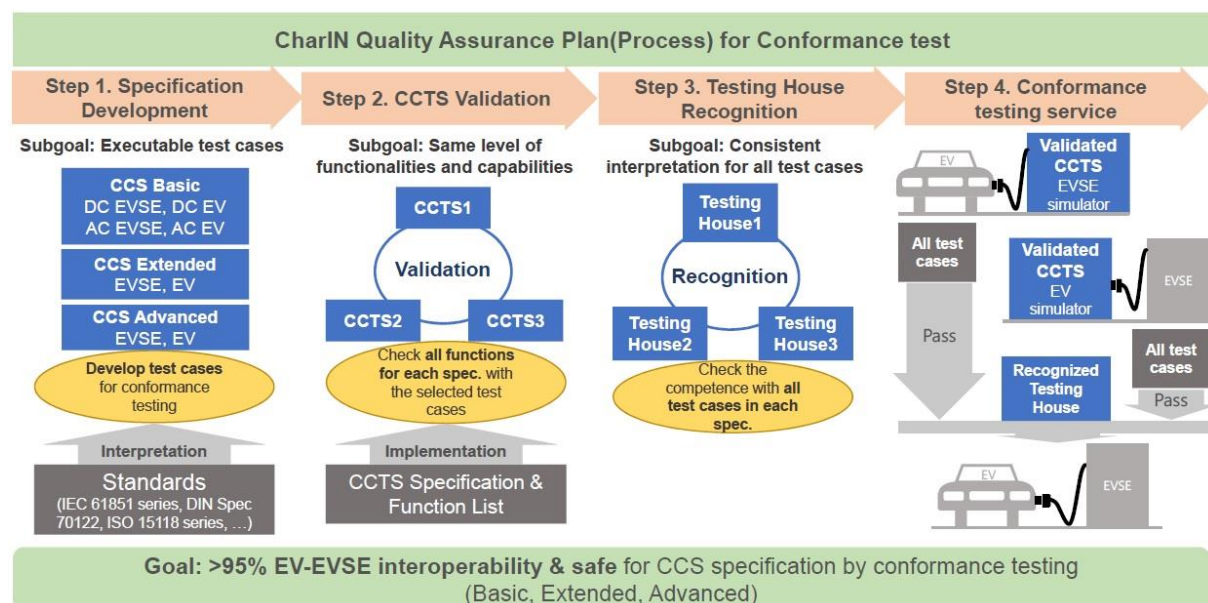 CharIN Quality Assurance Plan(Process) for Conformance test
Step 1. Specification
Development
Subgoal: Executable test cases
CCS Basic
DC EVSE, DC EV
AC EVSE, AC EV
CCS Extended
EVSE, EV
CCS Advanced
EVSE, EV
Develop test cases
for conformance
testing
Interpretation
Standards
(IEC 61851 series, DIN Spec
70122, ISO 15118 series, …)
Step 2. CCTS Validation
Subgoal: Same level of
functionalities and capabilities
CCTS1
Validation
CCTS2
CCTS3
Check all functions
for each spec. with
the selected test
cases
Implementation
CCTS Specification &
Function List
Step 3. Testing House
Recognition
Subgoal: Consistent
interpretation for all test cases
Testing
House1
Recognition
Testing
House2
Testing
House3
Check the
competence with all
test cases in each
spec.
Step 4. Conformance
testing service
EV
Validated
CCTS
EVSE
simulator
All test
cases
Pass
Validated
CCTS
EV
simulator
EVSE
All test
cases
Pass
Recognized
Testing
House
EV
EVSE
Goal: >95% EV-EVSE interoperability & safe for CCS specification by conformance testing
(Basic, Extended, Advanced)